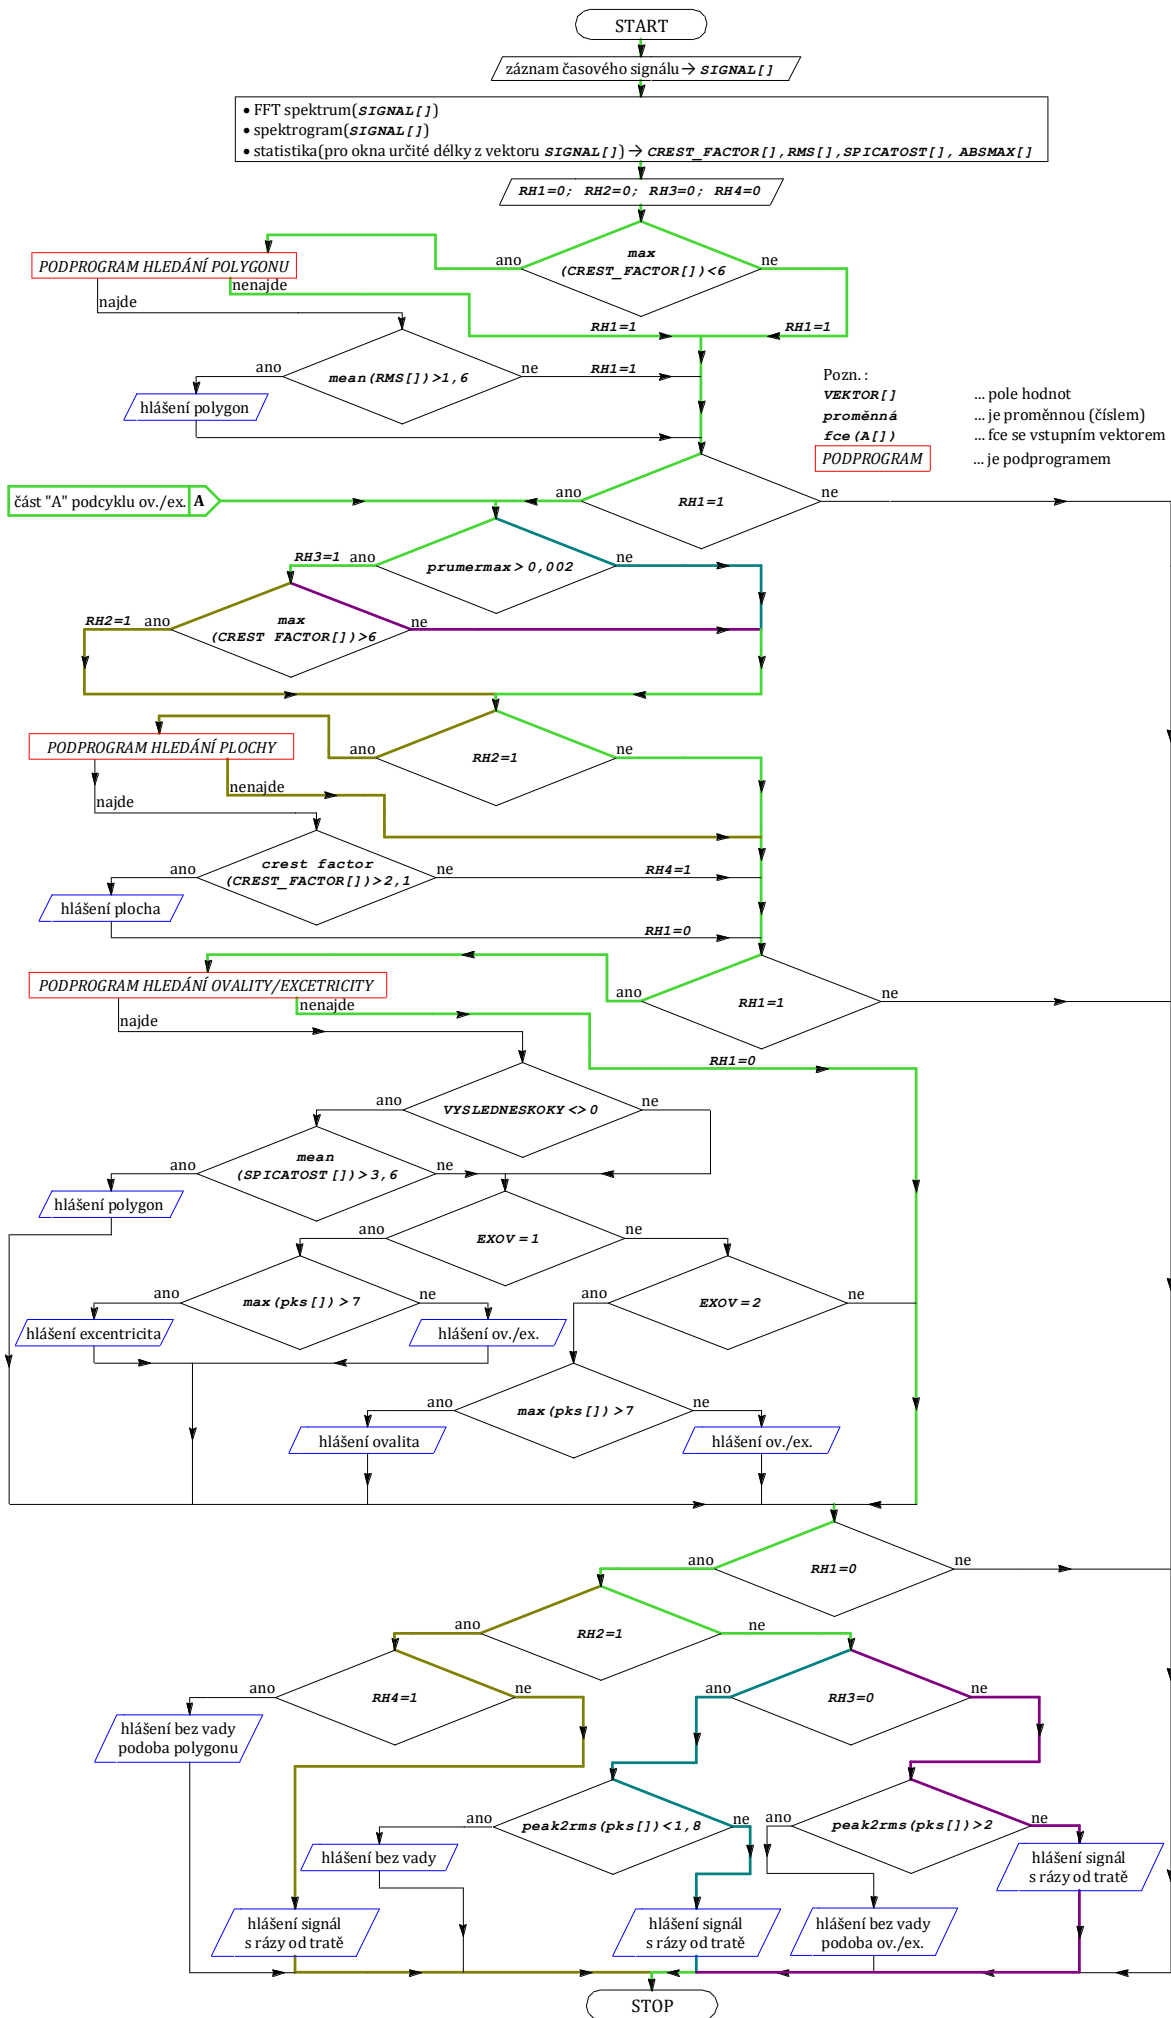 START
záznam časového signálu → SIGNAL[]
• FFT spektrum(SIGNAL[])
• spektrogram(SIGNAL[])
• statistika(pro okna určité délky z vektoru SIGNAL[]) → CREST_FACTOR[],RMS[],SPICATOST[], ABSMAX[]
RH1=0; RH2=0; RH3=0; RH4=0
max
(CREST_FACTOR[])<6
ano
ne
PODPROGRAM HLEDÁNÍ POLYGONU
nenajde
najde
RH1=1
RH1=1
mean(RMS[])>1,6
ano
ne
RH1=1
hlášení polygon
Pozn.:
VEKTOR[] ... pole hodnot
proměnná ... je proměnnou (číslem)
fce(A[]) ... fce se vstupním vektorem
PODPROGRAM ... je podprogramem
část "A" podcyklu ov./ex. A
ano
RH1=1
ne
RH3=1 ano
prumermax>0,002
ne
RH2=1 ano
max
(CREST FACTOR[])>6
ne
PODPROGRAM HLEDÁNÍ PLOCHY
ano
RH2=1
ne
nenajde
najde
ano
crest factor
(CREST_FACTOR[])>2,1
ne
RH4=1
hlášení plocha
RH1=0
PODPROGRAM HLEDÁNÍ OVALITY/EXCETRICITY
ano
RH1=1
ne
nenajde
najde
RH1=0
ano
VYSLEDNESKOKY<>0
ne
ano
mean
(SPICATOST[])>3,6
ne
hlášení polygon
ano
EXOV=1
ne
ano
max(pks[])>7
ne
ano
EXOV=2
ne
hlášení excentricita
hlášení ov./ex.
ano
max(pks[])>7
ne
hlášení ovalita
hlášení ov./ex.
ano
RH1=0
ne
ano
RH2=1
ne
ano
RH4=1
ne
ano
RH3=0
ne
hlášení bez vady
podoba polygonu
ano
peak2rms(pks[])<1,8
ne
ano
peak2rms(pks[])>2
ne
hlášení bez vady
hlášení signál
s rázy od tratě
hlášení signál
s rázy od tratě
hlášení signál
s rázy od tratě
hlášení bez vady
podoba ov./ex.
STOP